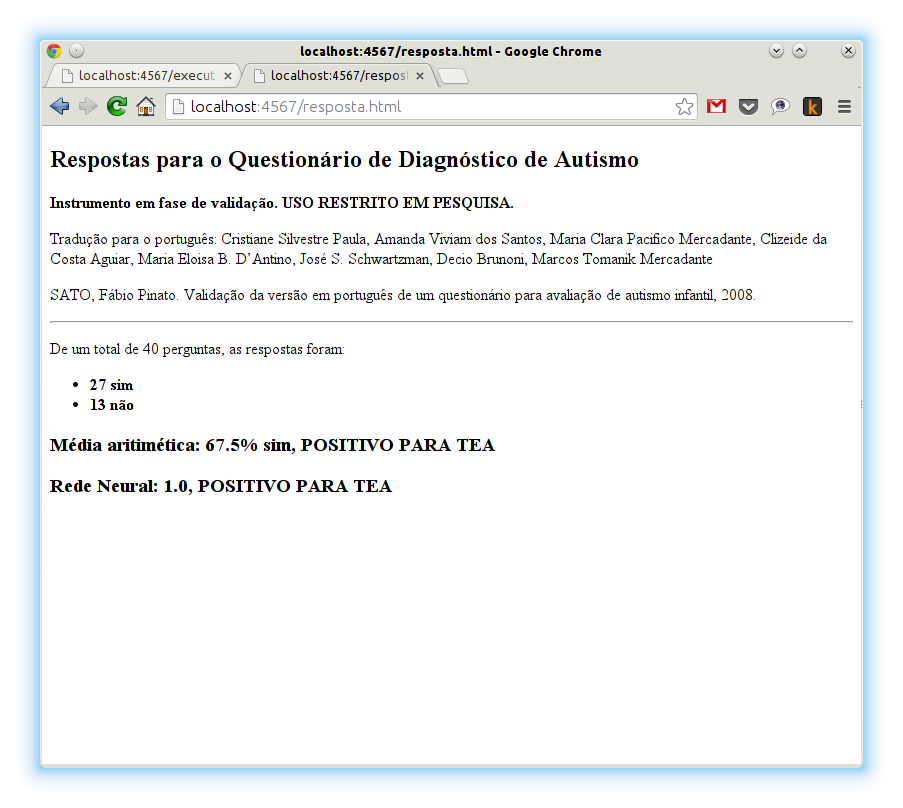 localhost:4567/resposta.html - Google Chrome
localhost:4567/execut
localhost:4567/respos
localhost:4567/resposta.html
k
Respostas para o Questionário de Diagnóstico de Autismo
Instrumento em fase de validação. USO RESTRITO EM PESQUISA.
Tradução para o português: Cristiane Silvestre Paula, Amanda Viviam dos Santos, Maria Clara Pacifico Mercadante, Clizeide da
Costa Aguiar, Maria Eloisa B. D’Antino, José S. Schwartzman, Decio Brunoni, Marcos Tomanik Mercadante
SATO, Fábio Pinato. Validação da versão em português de um questionário para avaliação de autismo infantil, 2008.
De um total de 40 perguntas, as respostas foram:
• 27 sim
• 13 não
Média aritimética: 67.5% sim, POSITIVO PARA TEA
Rede Neural: 1.0, POSITIVO PARA TEA